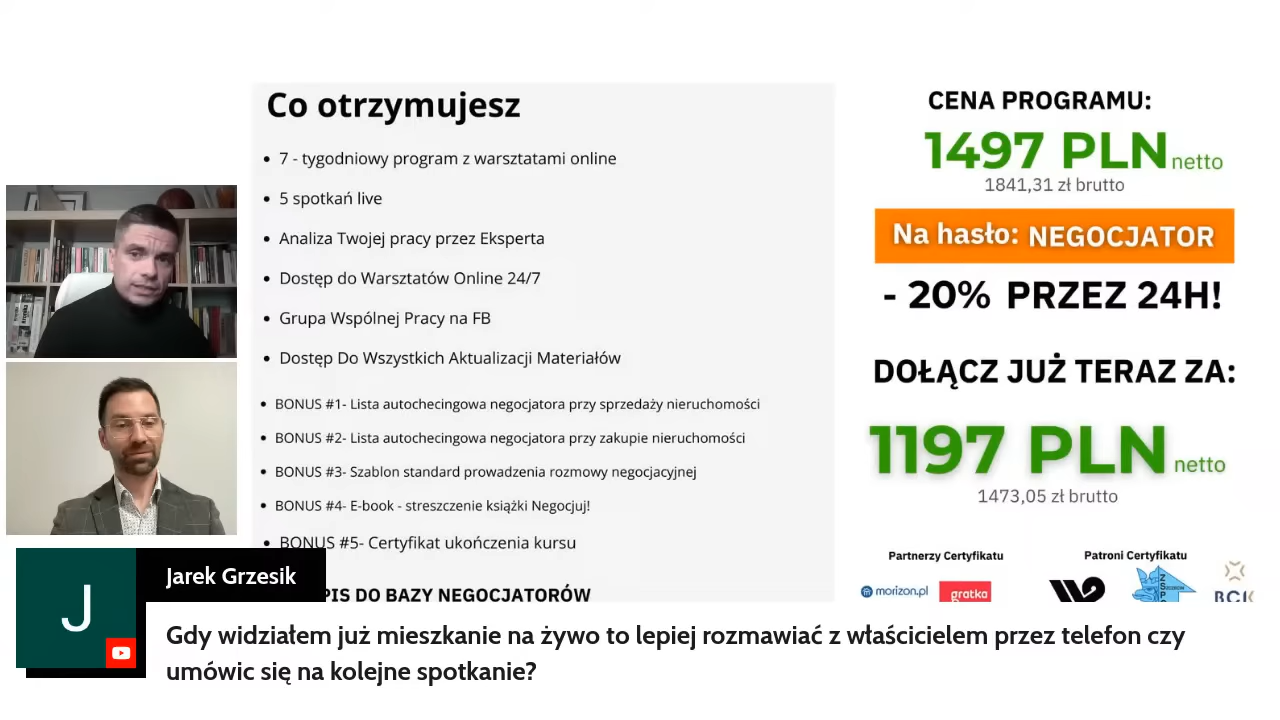 Co otrzymujesz
7 - tygodniowy program z warsztatami online
5 spotkań live
Analiza Twojej pracy przez Eksperta
Dostęp do Warsztatów Online 24/7
Grupa Wspólnej Pracy na FB
Dostęp Do Wszystkich Aktualizacji Materiałów
BONUS #1- Lista autochecingowa negocjatora przy sprzedaży nieruchomości
BONUS #2- Lista autochecingowa negocjatora przy zakupie nieruchomości
BONUS #3- Szablon standard prowadzenia rozmowy negocjacyjnej
BONUS #4- E-book - streszczenie książki Negocjuj!
BONUS #5- Certyfikat ukończenia kursu
PIS DO BAZY NEGOCJATORÓW
CENA PROGRAMU:
1497 PLN netto
1841,31 zł brutto
Na hasło: NEGOCJATOR
- 20% PRZEZ 24H!
DOŁĄCZ JUŻ TERAZ ZA:
1197 PLN netto
1473,05 zł brutto
Partnerzy Certyfikatu
Patroni Certyfikatu
morizon.pl
gratka
J
Jarek Grzesik
Gdy widziałem już mieszkanie na żywo to lepiej rozmawiać z właścicielem przez telefon czy
umówic się na kolejne spotkanie?